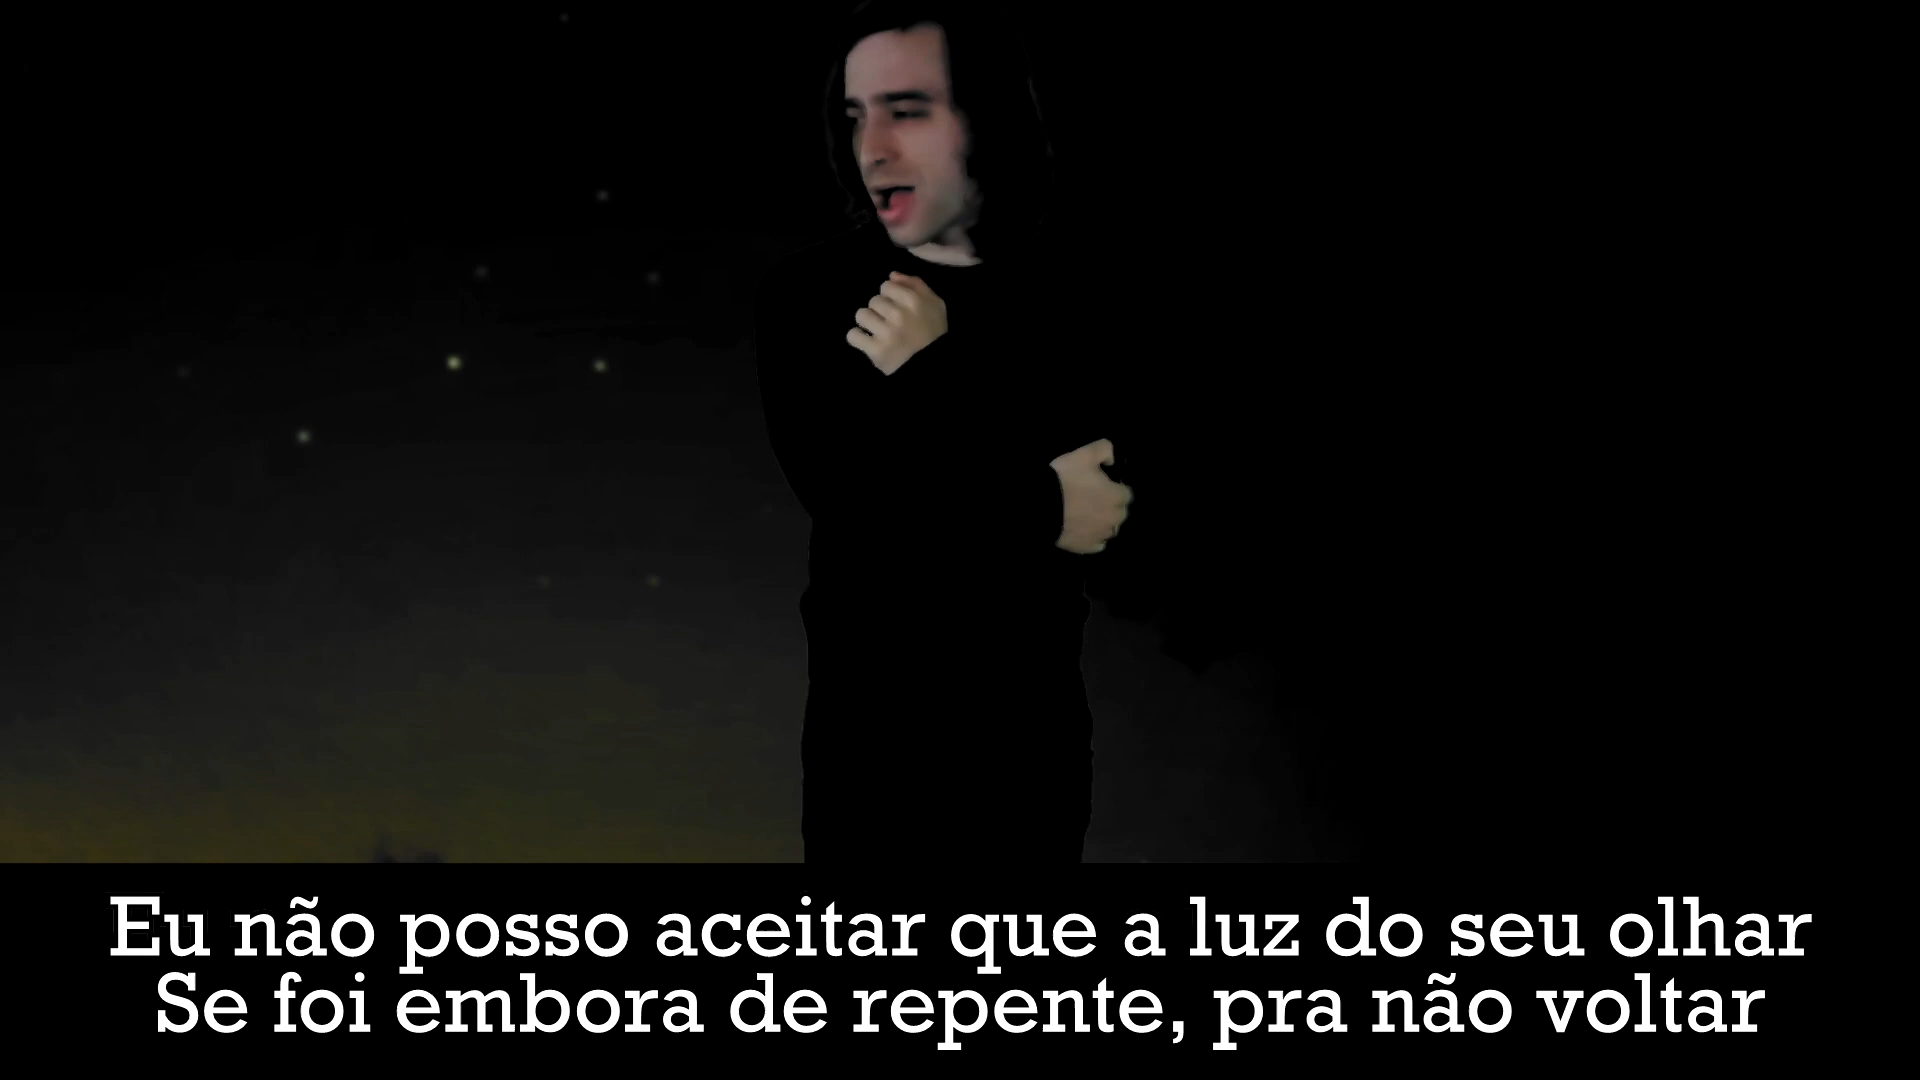 Eu não posso aceitar que a luz do seu olhar
Se foi embora de repente, pra não voltar